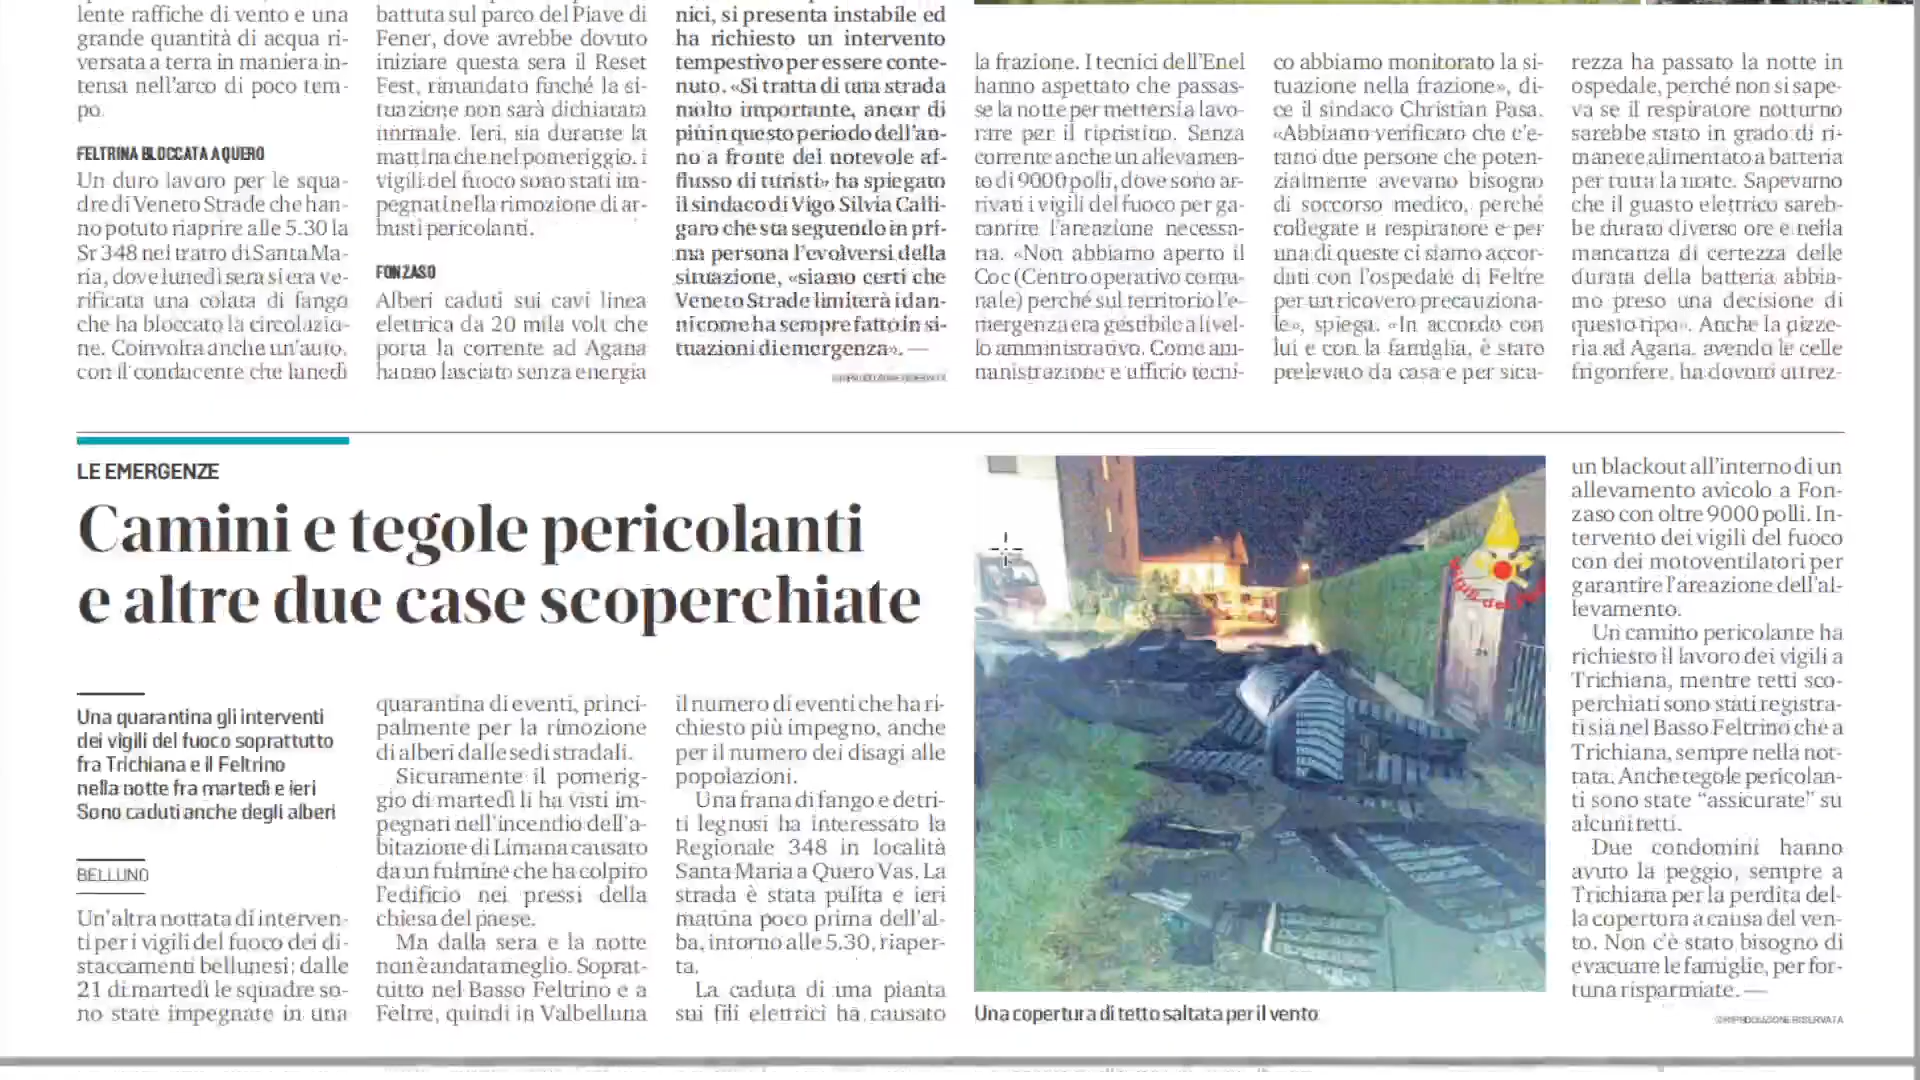 lente raffiche di vento e una
grande quantità di acqua ri-
versata a terra in maniera in-
tensa nell'arco di poco tem-
po.
FELTRINA BLOCCATA A QUERO
Un duro lavoro per le squa-
dre di Veneto Strade che han-
no potuto riaprire alle 5.30 la
Sr 348 nel tratto di Santa Ma-
ria, dove lunedì sera si era ve-
rificata una colata di fango
che ha bloccato la circolazio-
ne. Coinvolta anche un'auto,
con il conducente che lunedì
battuta sul parco del Piave di
Fener, dove avrebbe dovuto
iniziare questa sera il Reset
Fest, rimandato finché la si-
tuazione non sarà dichiarata
normale. Ieri, sia durante la
mattina che nel pomeriggio, i
vigili del fuoco sono stati im-
pegnati nella rimozione di ar-
busti pericolanti.
FONZASO
Alberi caduti sui cavi linea
elettrica da 20 mila volt che
porta la corrente ad Agana
hanno lasciato senza energia
nici, si presenta instabile ed
ha richiesto un intervento
tempestivo per essere conte-
nuto. «Si tratta di una strada
molto importante, ancor di
più in questo periodo dell'an-
no a fronte del notevole af-
flusso di turisti» ha spiegato
il sindaco di Vigo Silvia Calli-
garo che sta seguendo in pri-
ma persona l'evolversi della
situazione, «siamo certi che
Veneto Strade limiterà i dan-
ni come ha sempre fatto in si-
tuazioni di emergenza». —
©RIPRODUZIONE RISERVATA
la frazione. I tecnici dell'Enel
hanno aspettato che passas-
se la notte per mettersi a lavo-
rare per il ripristino. Senza
corrente anche un allevamen-
to di 9000 polli, dove sono ar-
rivati i vigili del fuoco per ga-
rantire l'areazione necessa-
ria. «Non abbiamo aperto il
Coc (Centro operativo comu-
nale) perché sul territorio l'e-
mergenza era gestibile a livel-
lo amministrativo. Come am-
ministrazione e ufficio tecni-
co abbiamo monitorato la si-
tuazione nella frazione», di-
ce il sindaco Christian Pasa.
«Abbiamo verificato che c'e-
rano due persone che poten-
zialmente avevano bisogno
di soccorso medico, perché
collegate a respiratore e per
una di queste ci siamo accor-
dati con l'ospedale di Feltre
per un ricovero precauziona-
le», spiega. «In accordo con
lui e con la famiglia, è stato
prelevato da casa e per sicu-
rezza ha passato la notte in
ospedale, perché non si sape-
va se il respiratore notturno
sarebbe stato in grado di ri-
manere alimentato a batteria
per tutta la notte. Sapevamo
che il guasto elettrico sareb-
be durato diverse ore e nella
mancanza di certezza delle
durata della batteria abbia-
mo preso una decisione di
questo tipo». Anche la pizze-
ria ad Agana, avendo le celle
frigorifere, ha dovuto attrez-
LE EMERGENZE
Camini e tegole pericolanti
e altre due case scoperchiate
Una quarantina gli interventi
dei vigili del fuoco soprattutto
fra Trichiana e il Feltrino
nella notte fra martedì e ieri
Sono caduti anche degli alberi
BELLUNO
Un'altra nottata di interven-
ti per i vigili del fuoco dei di-
staccamenti bellunesi; dalle
21 di martedì le squadre so-
no state impegnate in una
quarantina di eventi, princi-
palmente per la rimozione
di alberi dalle sedi stradali.
Sicuramente il pomerig-
gio di martedì li ha visti im-
pegnati nell'incendio dell'a-
bitazione di Limana causato
da un fulmine che ha colpito
l'edificio nei pressi della
chiesa del paese.
Ma dalla sera e la notte
non è andata meglio. Soprat-
tutto nel Basso Feltrino e a
Feltre, quindi in Valbelluna
il numero di eventi che ha ri-
chiesto più impegno, anche
per il numero dei disagi alle
popolazioni.
Una frana di fango e detri-
ti legnosi ha interessato la
Regionale 348 in località
Santa Maria a Quero Vas. La
strada è stata pulita e ieri
mattina poco prima dell'al-
ba, intorno alle 5.30, riaper-
ta.
La caduta di una pianta
sui fili elettrici ha causato
Una copertura di tetto saltata per il vento
un blackout all'interno di un
allevamento avicolo a Fon-
zaso con oltre 9000 polli. In-
tervento dei vigili del fuoco
con dei motoventilatori per
garantire l'areazione dell'al-
levamento.
Un camino pericolante ha
richiesto il lavoro dei vigili a
Trichiana, mentre tetti sco-
perchiati sono stati registra-
ti sia nel Basso Feltrino che a
Trichiana, sempre nella not-
tata. Anche tegole pericolan-
ti sono state “assicurate” su
alcuni tetti.
Due condomini hanno
avuto la peggio, sempre a
Trichiana per la perdita del-
la copertura a causa del ven-
to. Non c'è stato bisogno di
evacuare le famiglie, per for-
tuna risparmiate. —
©RIPRODUZIONE RISERVATA